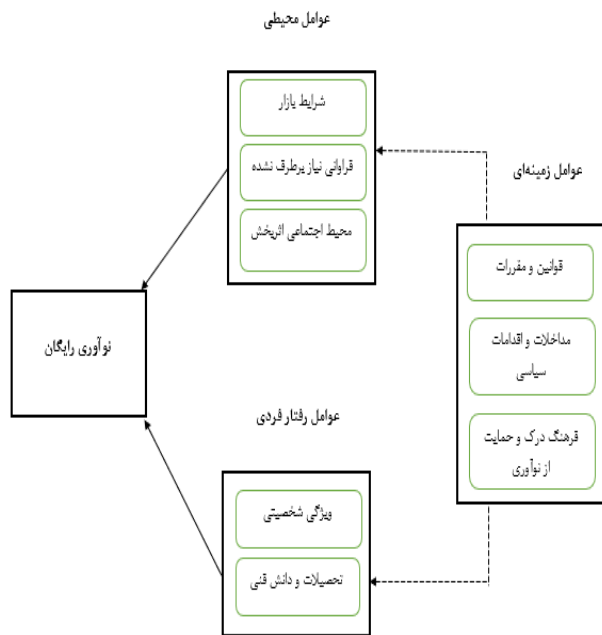 عوامل محیطی
شرایط بازار
فراوانی نیاز برطرف نشده
محیط اجتماعی اثربخش
عوامل زمینه‌ای
قوانین و مقررات
مداخلات و اقدامات
سیاسی
فرهنگ درک و حمایت
از نوآوری
نوآوری رایگان
عوامل رفتار فردی
ویژگی شخصیتی
تحصیلات و دانش فنی